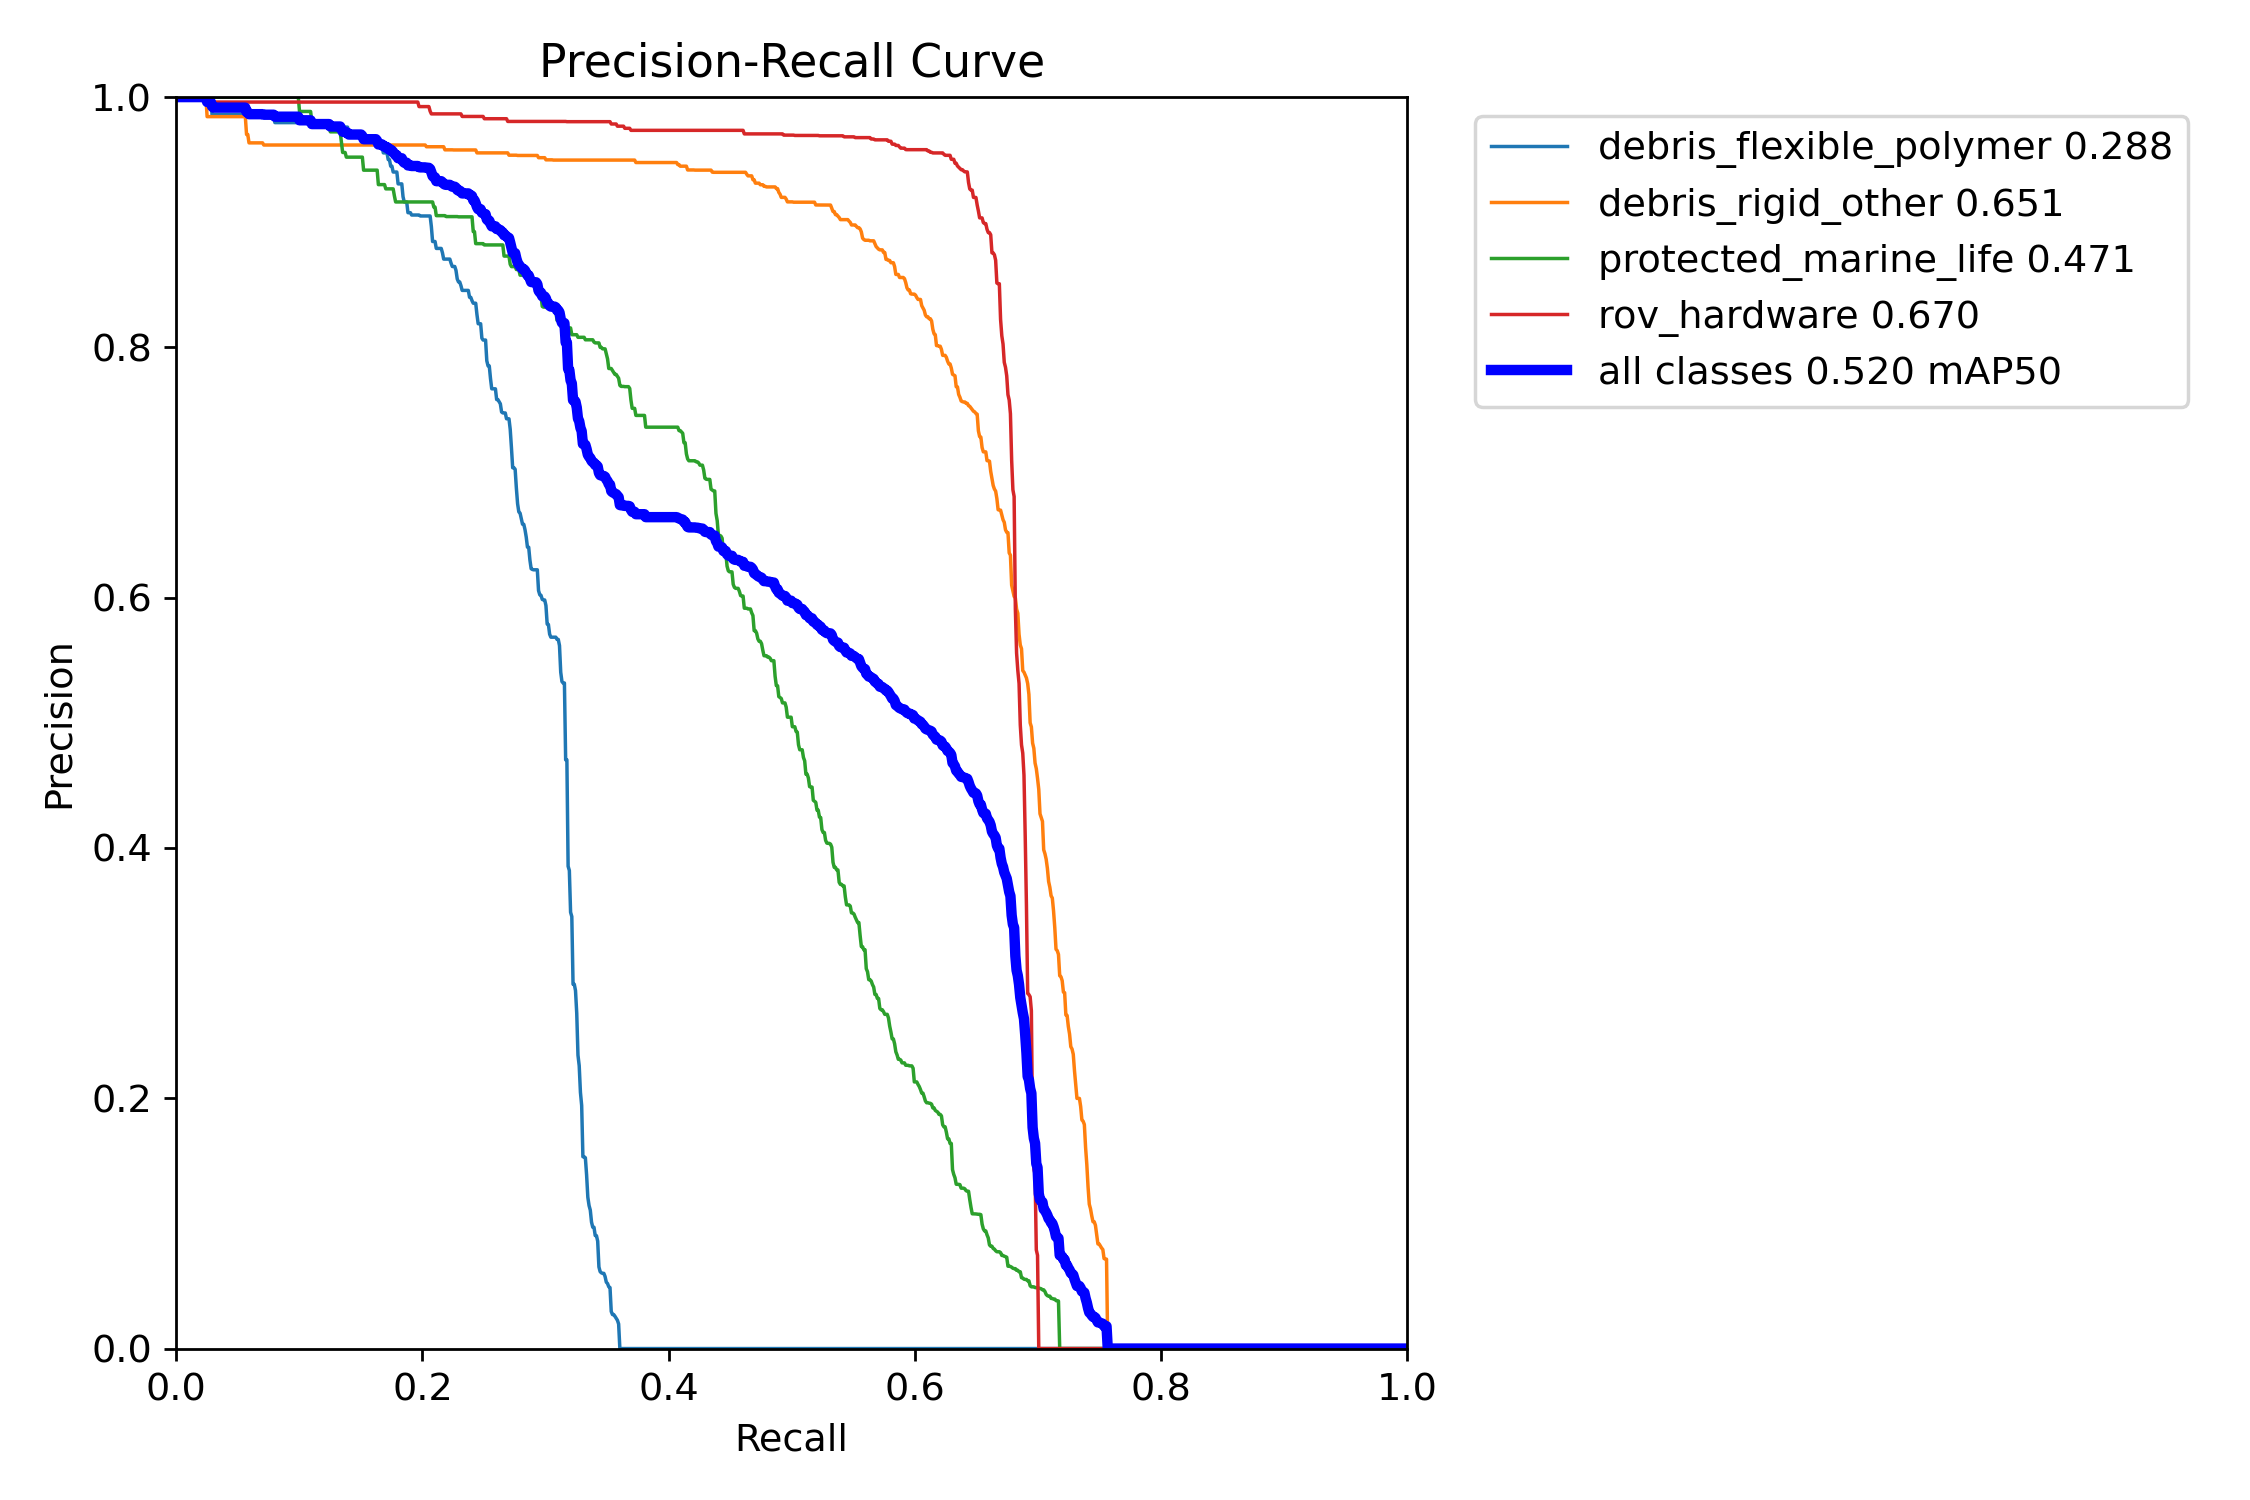 Precision-Recall Curve
1.0
0.8
0.6
0.4
0.2
0.0
Precision
0.0 0.2 0.4 0.6 0.8 1.0
Recall
debris_flexible_polymer 0.288
debris_rigid_other 0.651
protected_marine_life 0.471
rov_hardware 0.670
all classes 0.520 mAP50